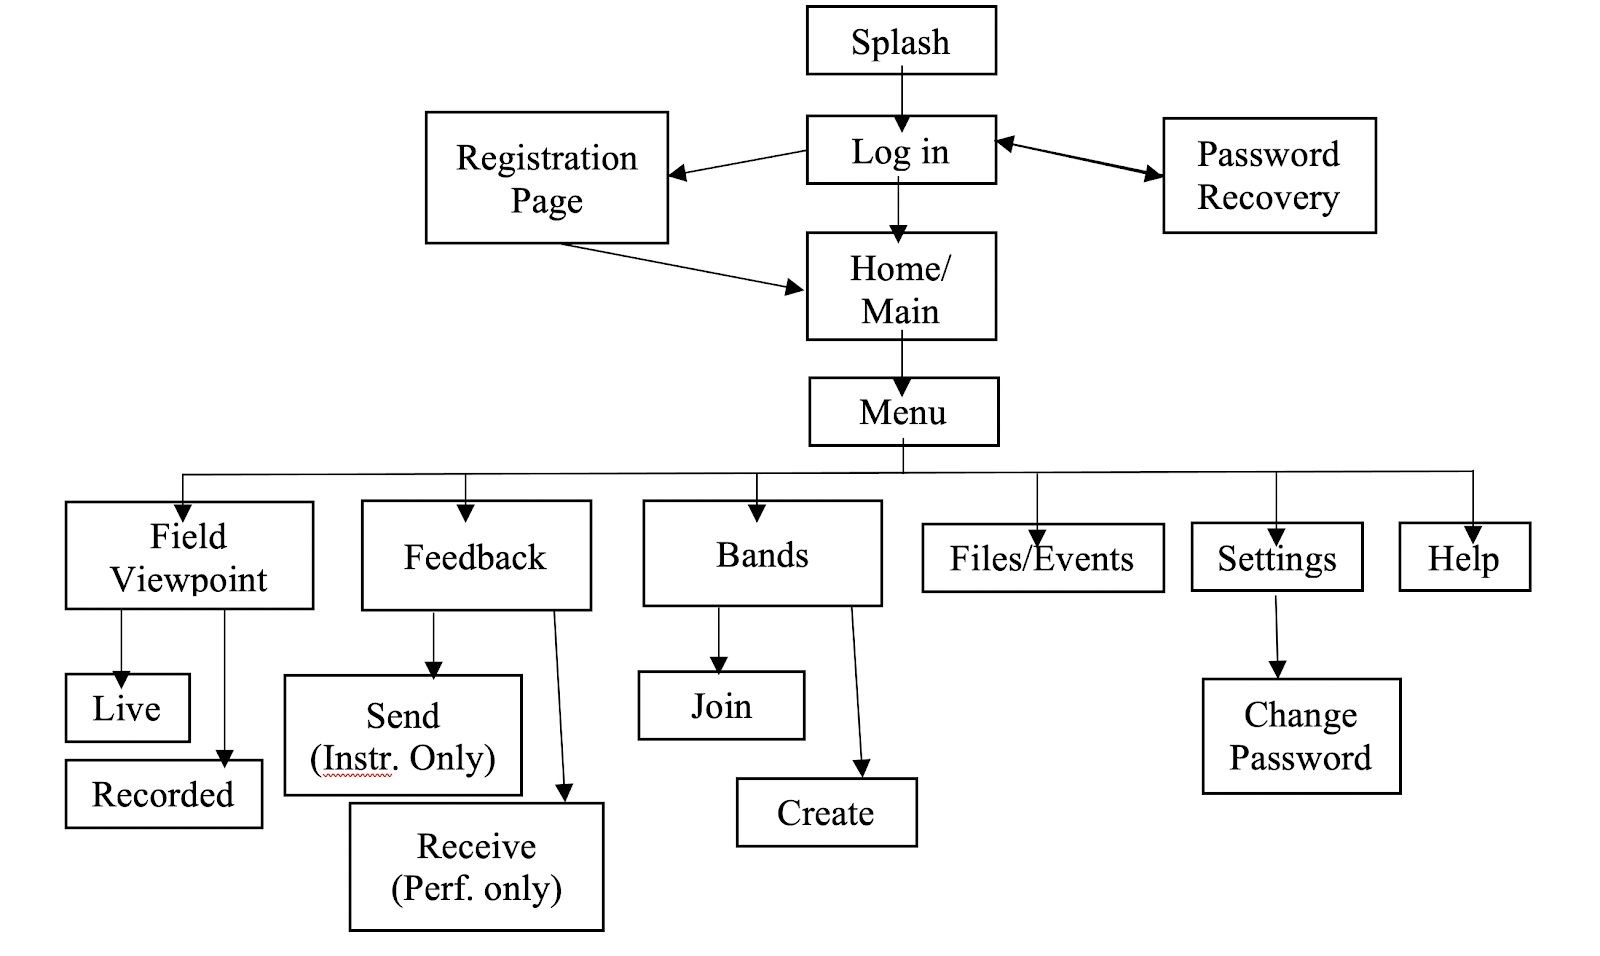 Splash
Registration
Page
Log in
Password
Recovery
Home/
Main
Menu
Field
Viewpoint
Feedback
Bands
Files/Events
Settings
Help
Live
Recorded
Send
(Instr. Only)
Receive
(Perf. only)
Join
Create
Change
Password